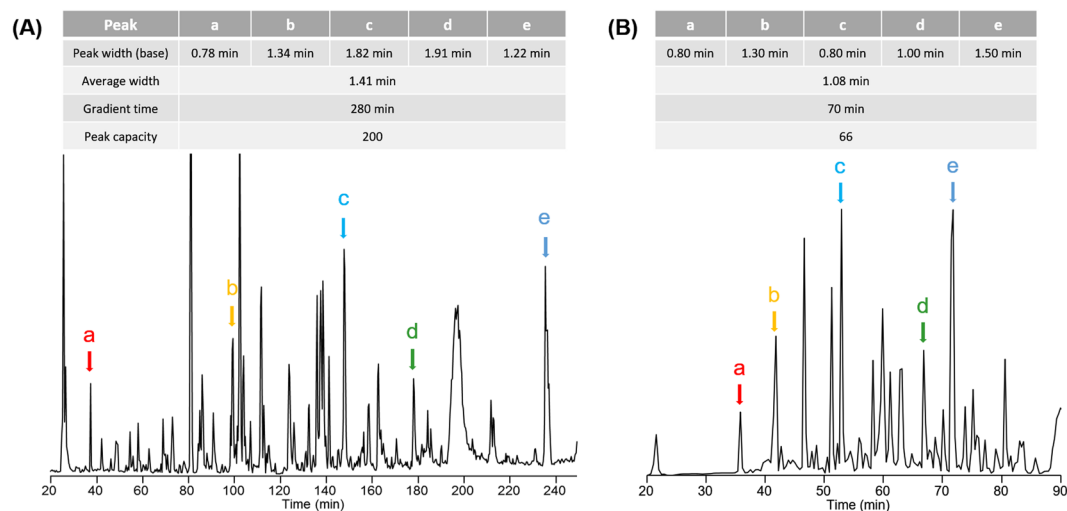 (A)
Peak a b c d e
Peak width (base) 0.78 min 1.34 min 1.82 min 1.91 min 1.22 min
Average width 1.41 min
Gradient time 280 min
Peak capacity 200
a
b
c
d
e
20 40 60 80 100 120 140 160 180 200 220 240
Time (min)
(B)
a b c d e
0.80 min 1.30 min 0.80 min 1.00 min 1.50 min
1.08 min
70 min
66
a
b
c
d
e
20 30 40 50 60 70 80 90
Time (min)